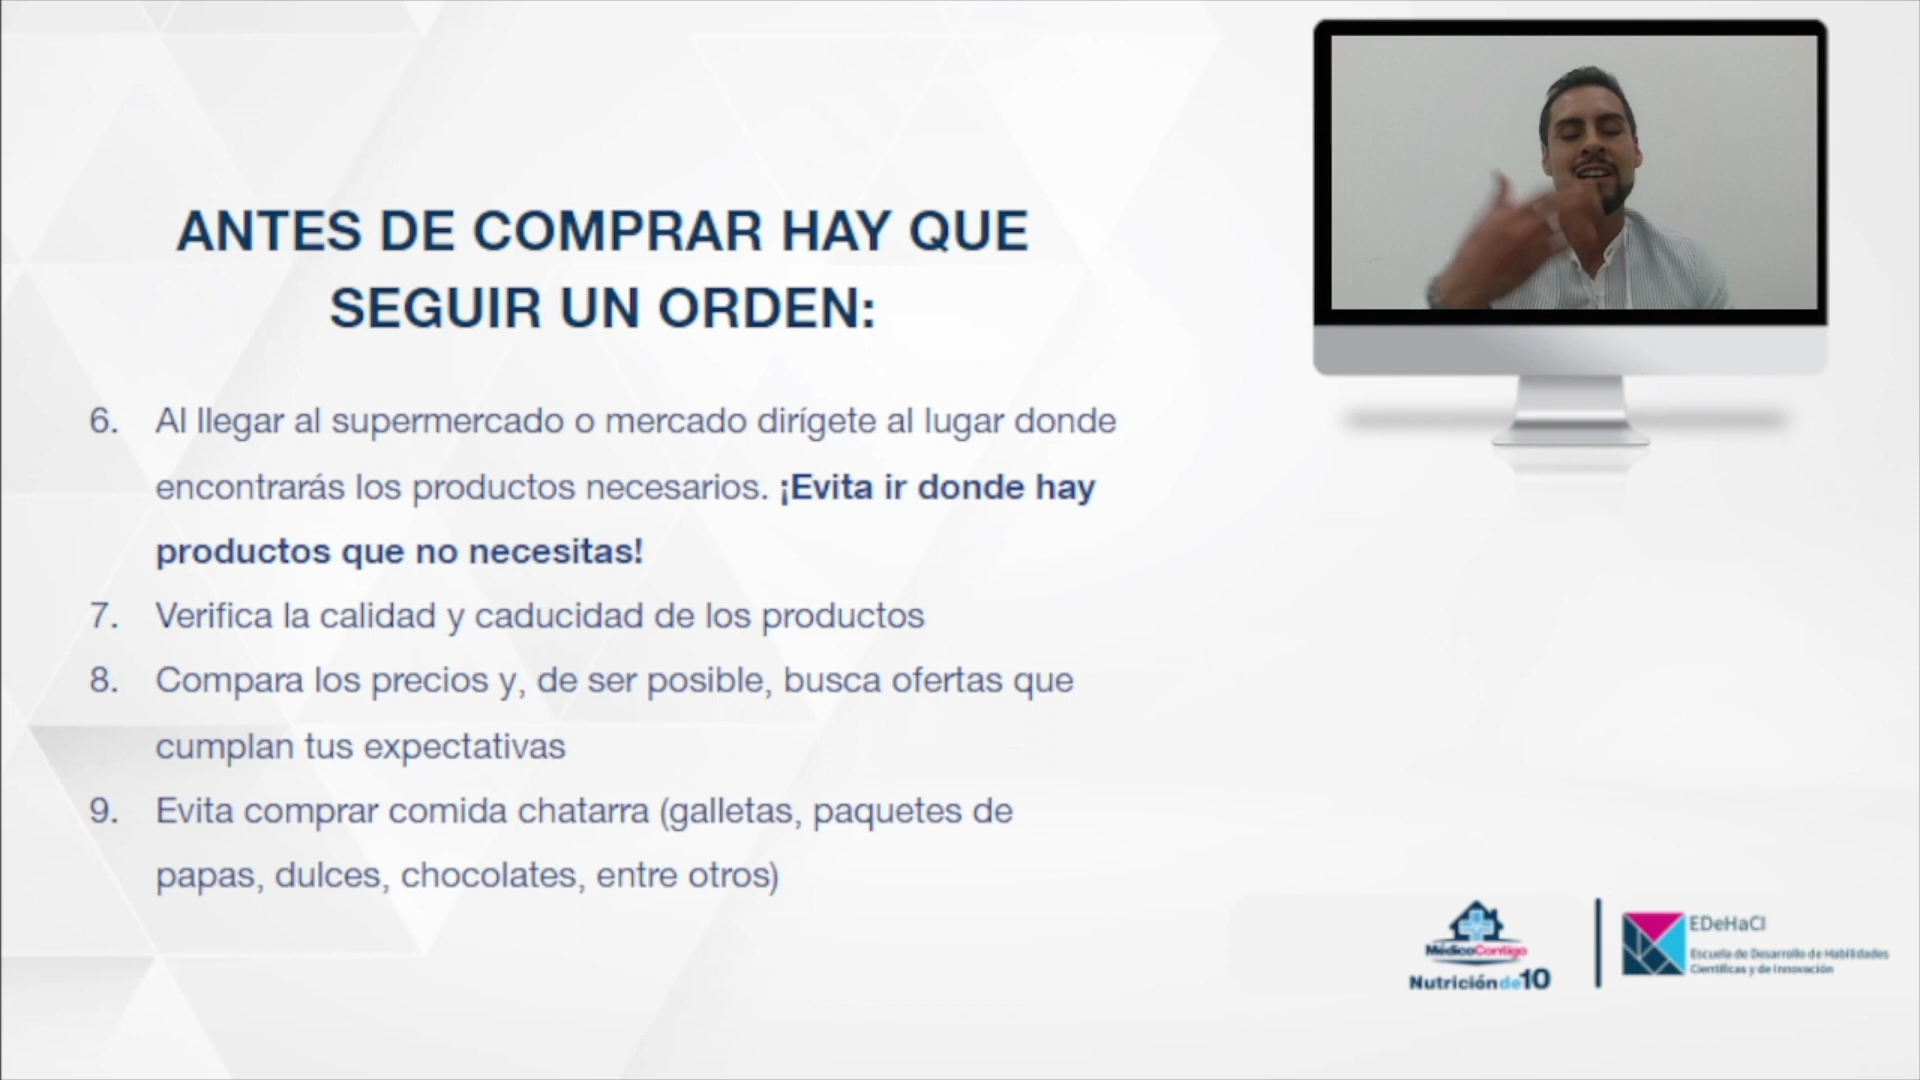 ANTES DE COMPRAR HAY QUE
SEGUIR UN ORDEN:
6. Al llegar al supermercado o mercado dirígete al lugar donde
encontrarás los productos necesarios. ¡Evita ir donde hay
productos que no necesitas!
7. Verifica la calidad y caducidad de los productos
8. Compara los precios y, de ser posible, busca ofertas que
cumplan tus expectativas
9. Evita comprar comida chatarra (galletas, paquetes de
papas, dulces, chocolates, entre otros)
MédicoContigo
Nutriciónde10
EDeHaCI
Escuela de Desarrollo de Habilidades
Científicas y de Innovación